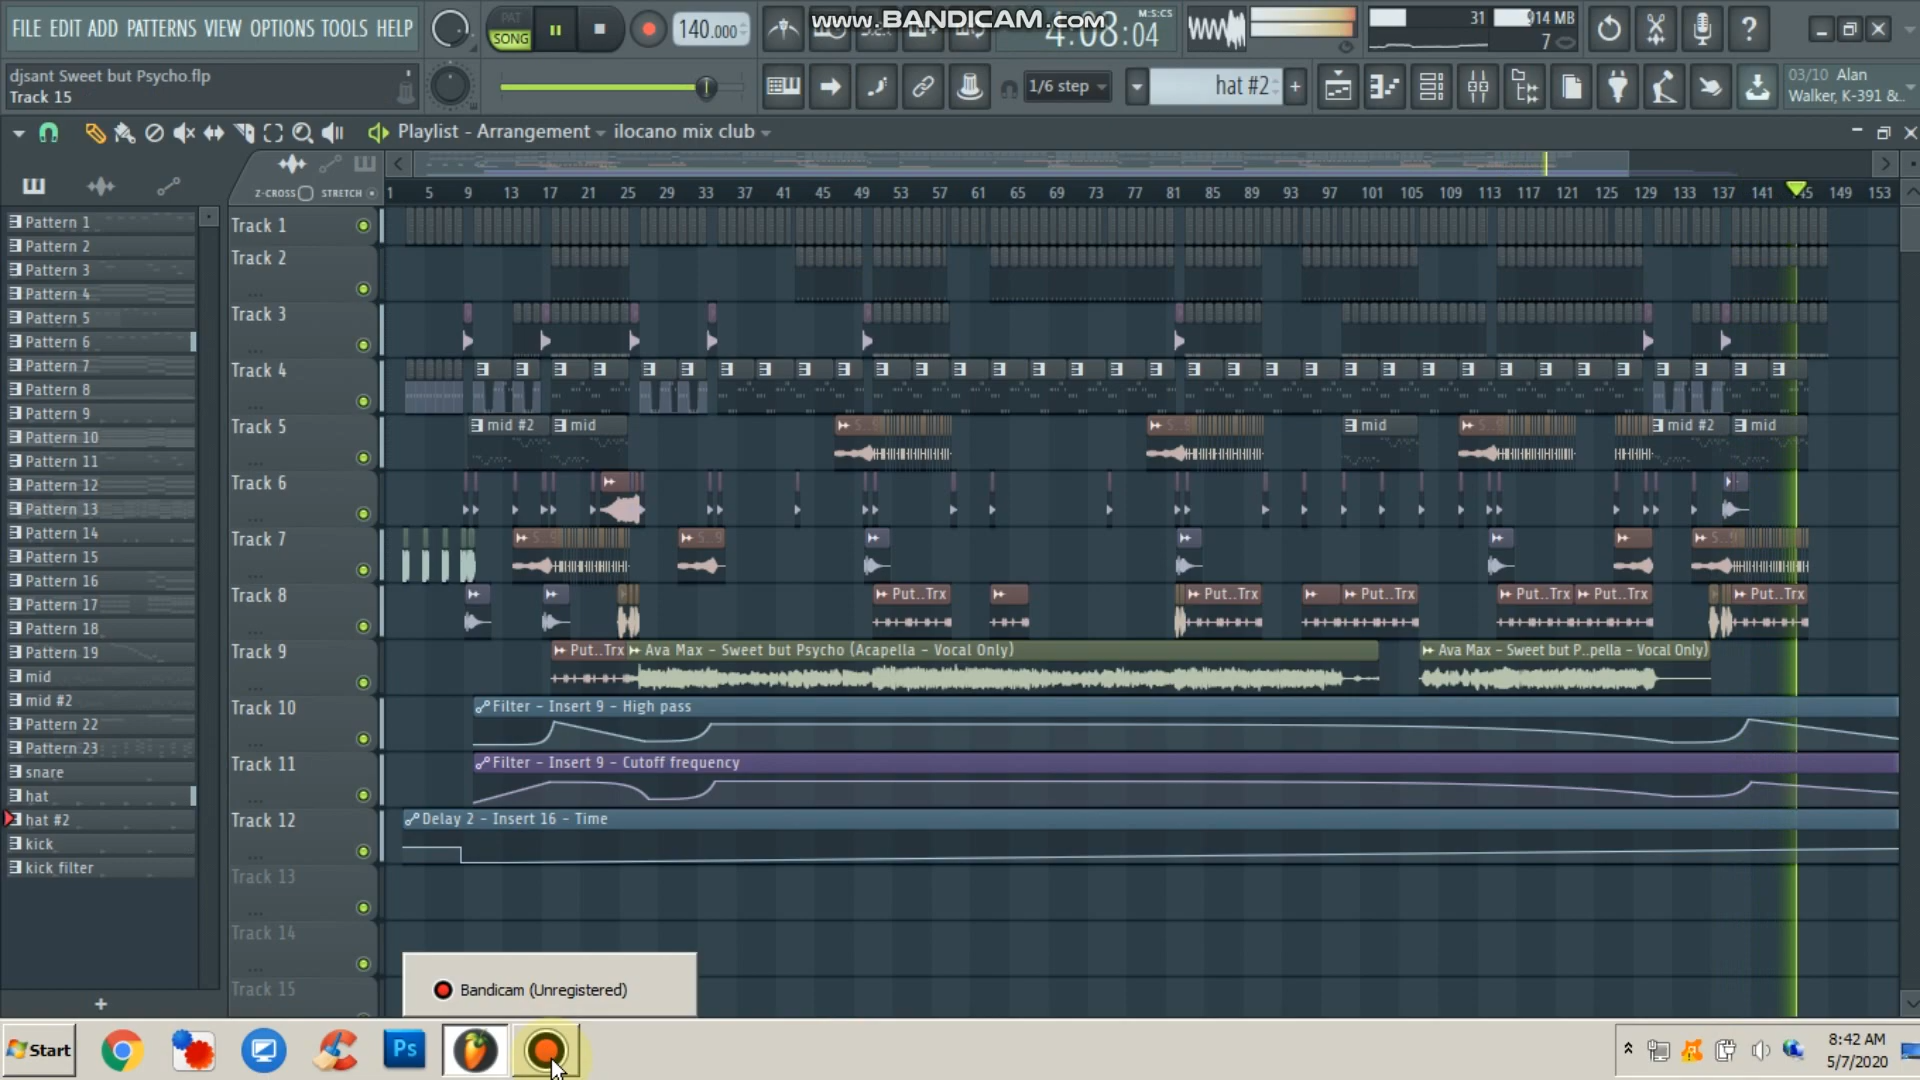 FILE EDIT ADD PATTERNS VIEW OPTIONS TOOLS HELP
PAT
SONG
140.000
www.BANDICAM.com
4:08:04
M:S:CS
31
914 MB
7
djsant Sweet but Psycho.flp
Track 15
1/6 step
hat #2
03/10 Alan
Walker, K-391 &..
Playlist - Arrangement
ilocano mix club
Z-CROSS
STRETCH
1 5 9 13 17 21 25 29 33 37 41 45 49 53 57 61 65 69 73 77 81 85 89 93 97 101 105 109 113 117 121 125 129 133 137 141 145 149 153
Pattern 1
Pattern 2
Pattern 3
Pattern 4
Pattern 5
Pattern 6
Pattern 7
Pattern 8
Pattern 9
Pattern 10
Pattern 11
Pattern 12
Pattern 13
Pattern 14
Pattern 15
Pattern 16
Pattern 17
Pattern 18
Pattern 19
mid
mid #2
Pattern 22
Pattern 23
snare
hat
hat #2
kick
kick filter
Track 1
Track 2
Track 3
Track 4
Track 5
mid #2
mid
S..9
S..9
mid
S..9
mid #2
mid
Track 6
Track 7
S..9
S..9
S..9
Track 8
Put..Trx
Put..Trx
Put..Trx
Put..Trx
Put..Trx
Put..Trx
Track 9
Put..Trx
Ava Max - Sweet but Psycho (Acapella - Vocal Only)
Ava Max - Sweet but P..pella - Vocal Only)
Track 10
Filter - Insert 9 - High pass
Track 11
Filter - Insert 9 - Cutoff frequency
Track 12
Delay 2 - Insert 16 - Time
Track 13
Track 14
Track 15
Bandicam (Unregistered)
Start
Ps
8:42 AM
5/7/2020